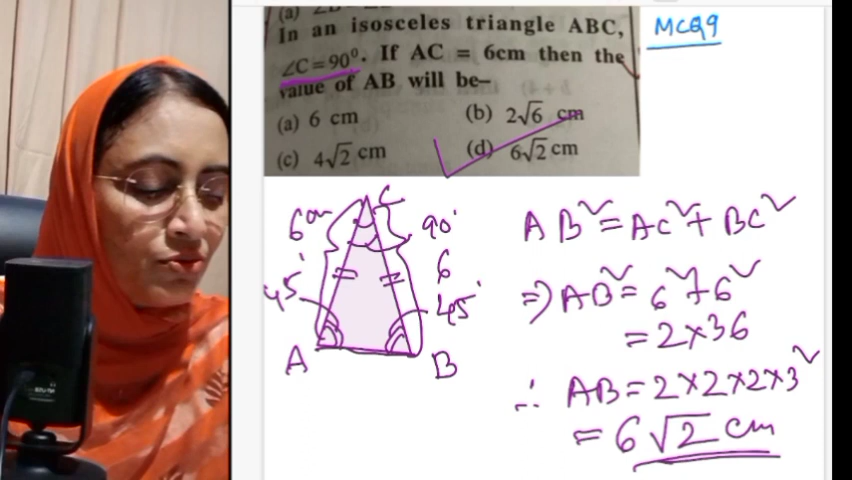 (a) ∠
In an isosceles triangle ABC,
∠C=90°. If AC = 6cm then the
value of AB will be–
(a) 6 cm (b) 2√6 cm
(c) 4√2 cm (d) 6√2 cm
MCQ9
C
6cm 90°
6
45° 45°
A B
AB² = AC² + BC²
⇒ AB² = 6² + 6²
= 2×36
∴ AB = 2×2×2×3²
= 6√2 cm